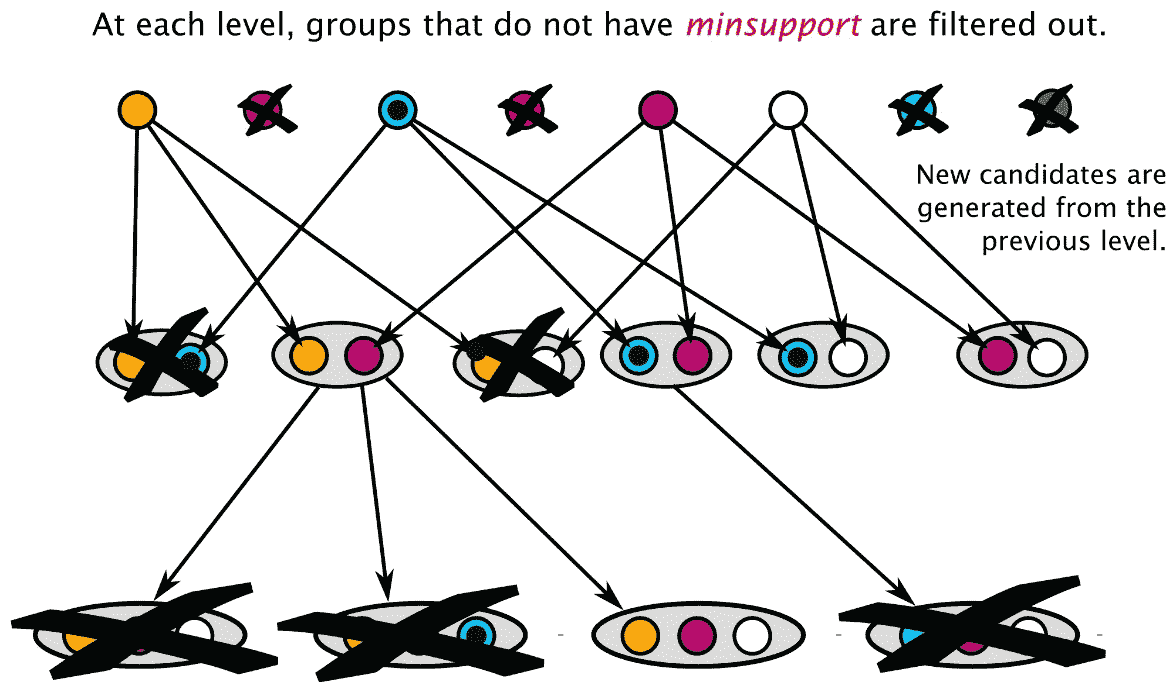 At each level, groups that do not have minsupport are filtered out.
New candidates are
generated from the
previous level.